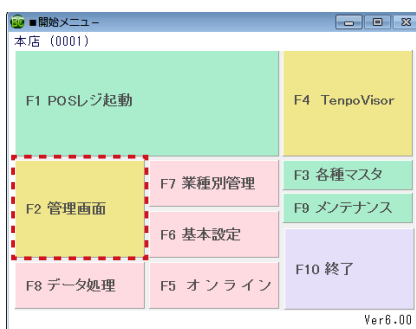 ■開始メニュー
本店 (0001)
F1 POSレジ起動
F4 TenpoVisor
F2 管理画面
F7 業種別管理
F3 各種マスタ
F9 メンテナンス
F6 基本設定
F10 終了
F8 データ処理
F5 オンライン
Ver6.00